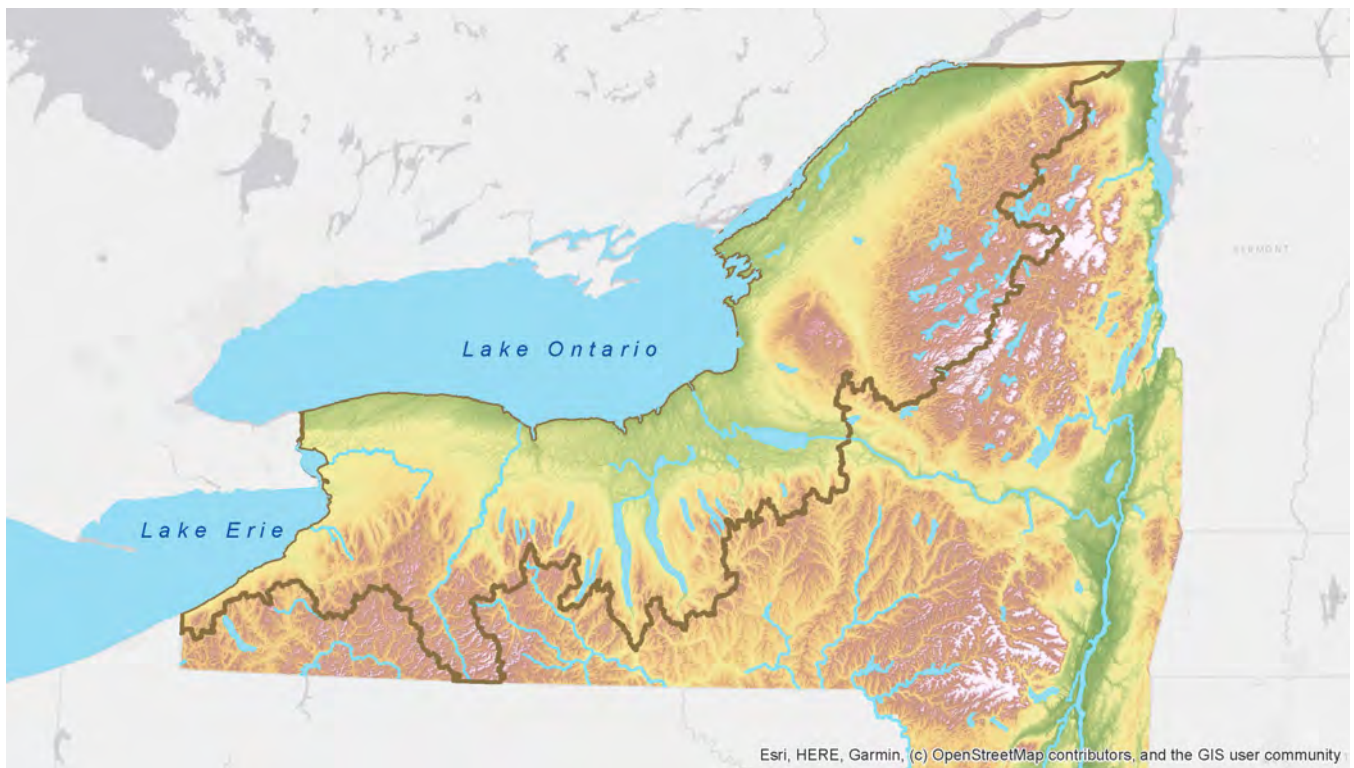 VERMONT
Lake Ontario
Lake Erie
Esri, HERE, Garmin, (c) OpenStreetMap contributors, and the GIS user community